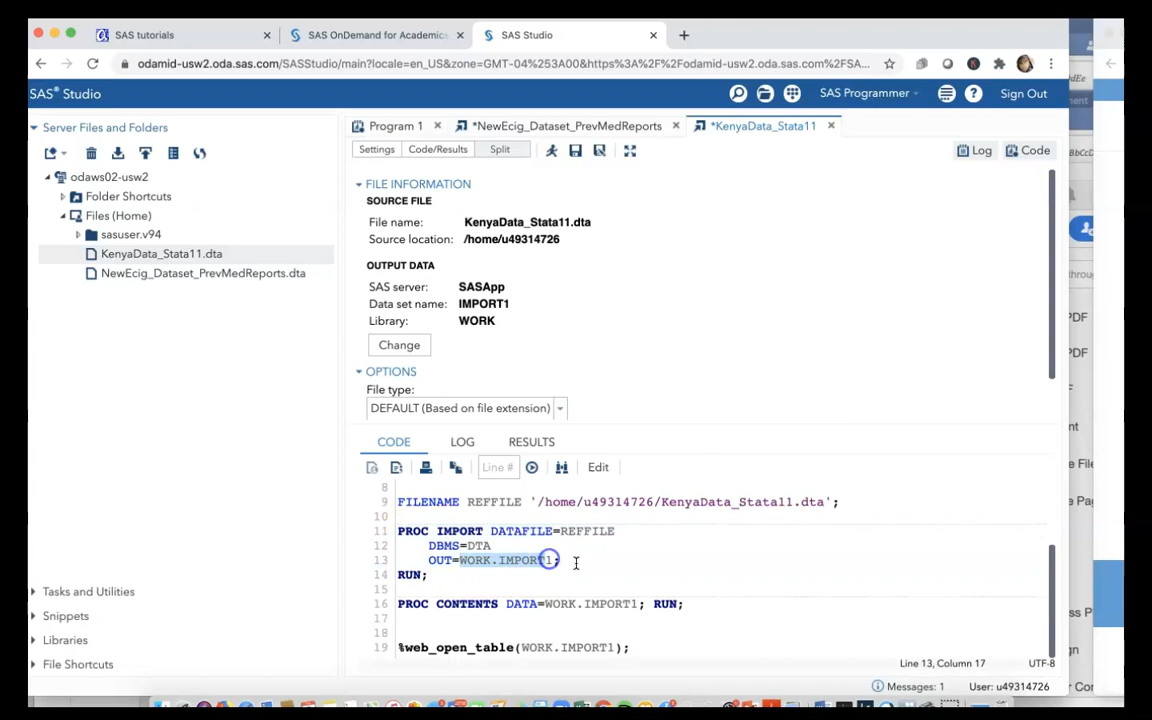 SAS tutorials
SAS OnDemand for Academics
SAS Studio
odamid-usw2.oda.sas.com/SASStudio/main?locale=en_US&zone=GMT-04%253A00&https%3A%2F%2Fodamid-usw2.oda.sas.com%2FSA...
SAS® Studio
SAS Programmer
Sign Out
Server Files and Folders
odaws02-usw2
Folder Shortcuts
Files (Home)
sasuser.v94
KenyaData_Stata11.dta
NewEcig_Dataset_PrevMedReports.dta
Tasks and Utilities
Snippets
Libraries
File Shortcuts
Program 1
*NewEcig_Dataset_PrevMedReports
*KenyaData_Stata11
Settings
Code/Results
Split
Log
Code
FILE INFORMATION
SOURCE FILE
File name: KenyaData_Stata11.dta
Source location: /home/u49314726
OUTPUT DATA
SAS server: SASApp
Data set name: IMPORT1
Library: WORK
Change
OPTIONS
File type:
DEFAULT (Based on file extension)
CODE
LOG
RESULTS
Line #
Edit
8
9 FILENAME REFFILE '/home/u49314726/KenyaData_Stata11.dta';
10
11 PROC IMPORT DATAFILE=REFFILE
12 DBMS=DTA
13 OUT=WORK.IMPORT1;
14 RUN;
15
16 PROC CONTENTS DATA=WORK.IMPORT1; RUN;
17
18
19 %web_open_table(WORK.IMPORT1);
Line 13, Column 17
UTF-8
Messages: 1
User: u49314726
PDF
PDF